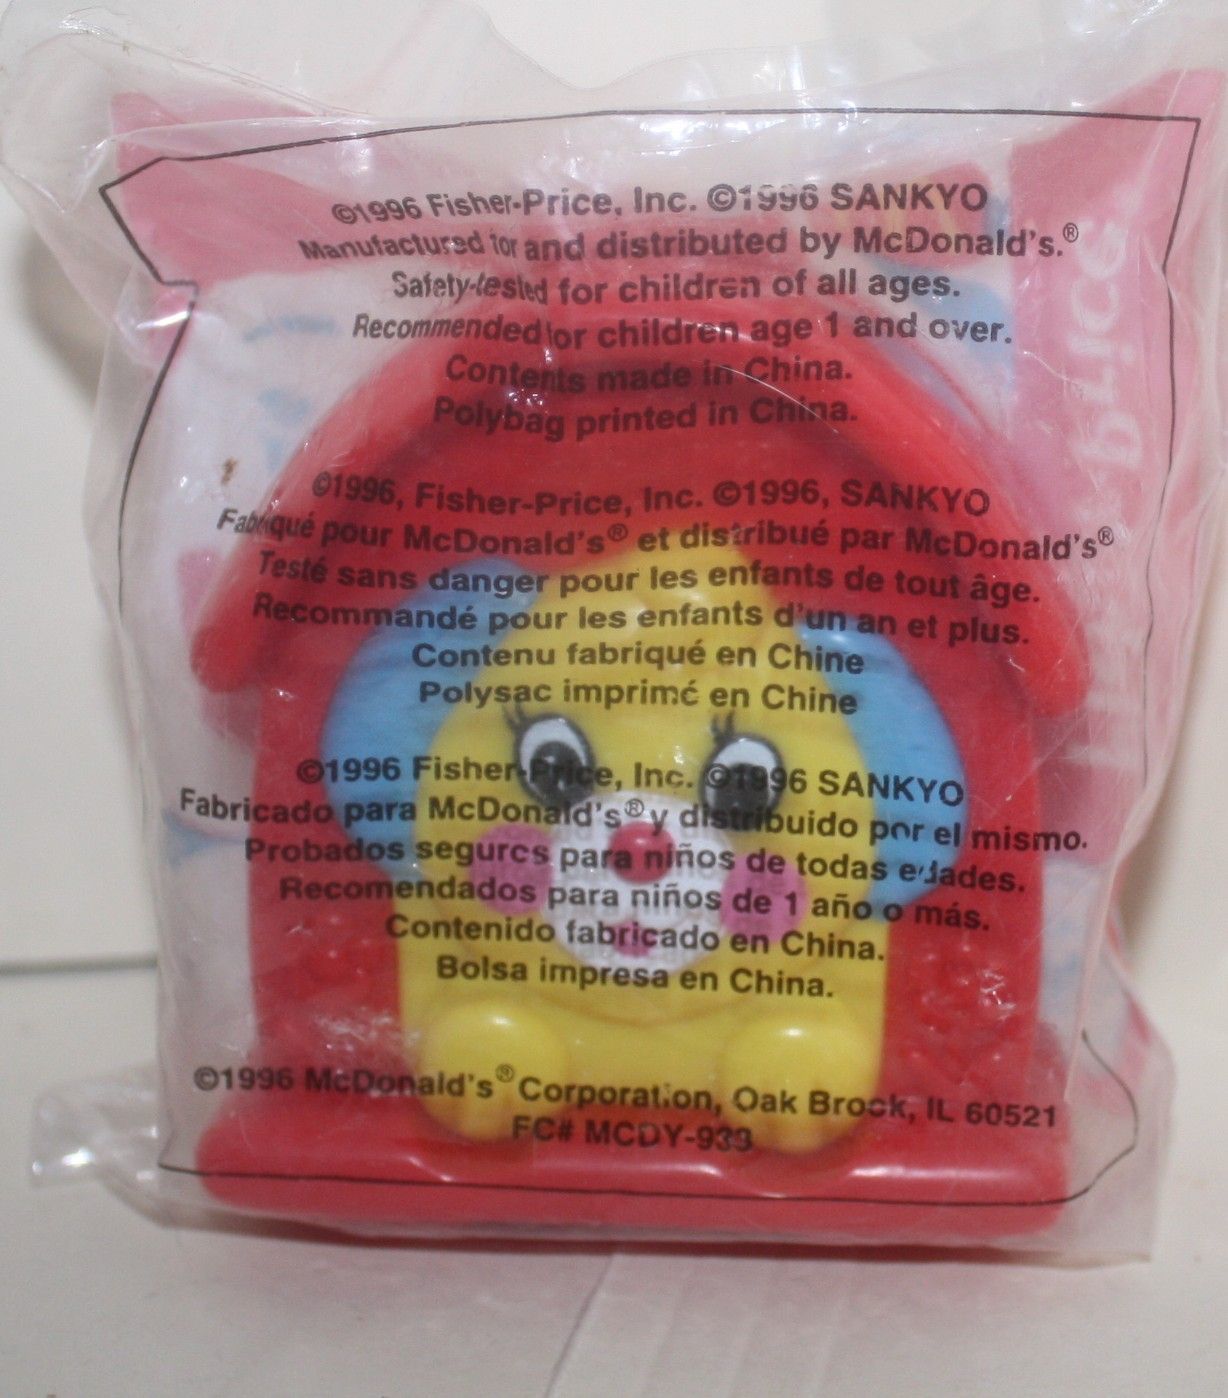 ©1996 Fisher-Price, Inc. ©1996 SANKYO
Manufactured for and distributed by McDonald's.®
Safety-tested for children of all ages.
Recommended for children age 1 and over.
Contents made in China.
Polybag printed in China.
©1996, Fisher-Price, Inc. ©1996, SANKYO
Fabriqué pour McDonald's® et distribué par McDonald's®
Testé sans danger pour les enfants de tout âge.
Recommandé pour les enfants d'un an et plus.
Contenu fabriqué en Chine
Polysac imprimé en Chine
©1996 Fisher-Price, Inc. ©1996 SANKYO
Fabricado para McDonald's® y distribuido por el mismo.
Probados seguros para niños de todas edades.
Recomendados para niños de 1 año o más.
Contenido fabricado en China.
Bolsa impresa en China.
©1996 McDonald's® Corporation, Oak Brook, IL 60521
FC# MCDY-939